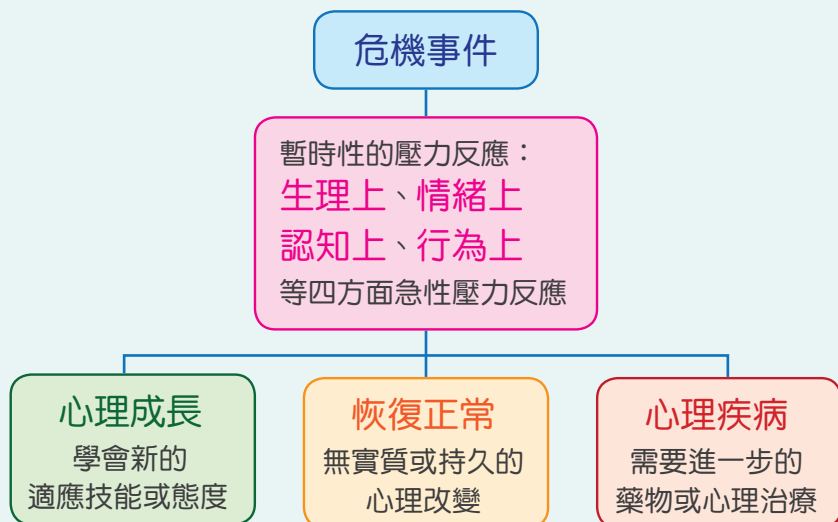 危機事件
暫時性的壓力反應：
生理上、情緒上
認知上、行為上
等四方面急性壓力反應
心理成長
學會新的
適應技能或態度
恢復正常
無實質或持久的
心理改變
心理疾病
需要進一步的
藥物或心理治療